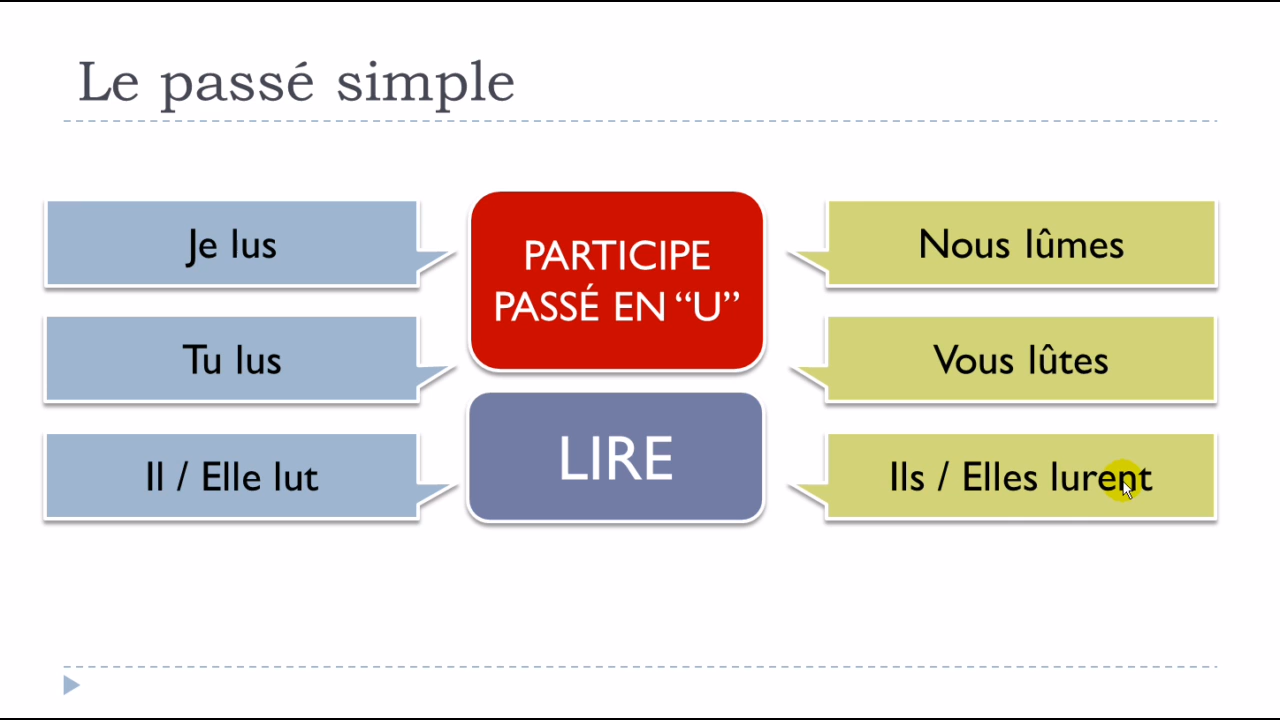 Le passé simple
Je lus
Tu lus
Il / Elle lut
PARTICIPE
PASSÉ EN “U”
LIRE
Nous lûmes
Vous lûtes
Ils / Elles lurent